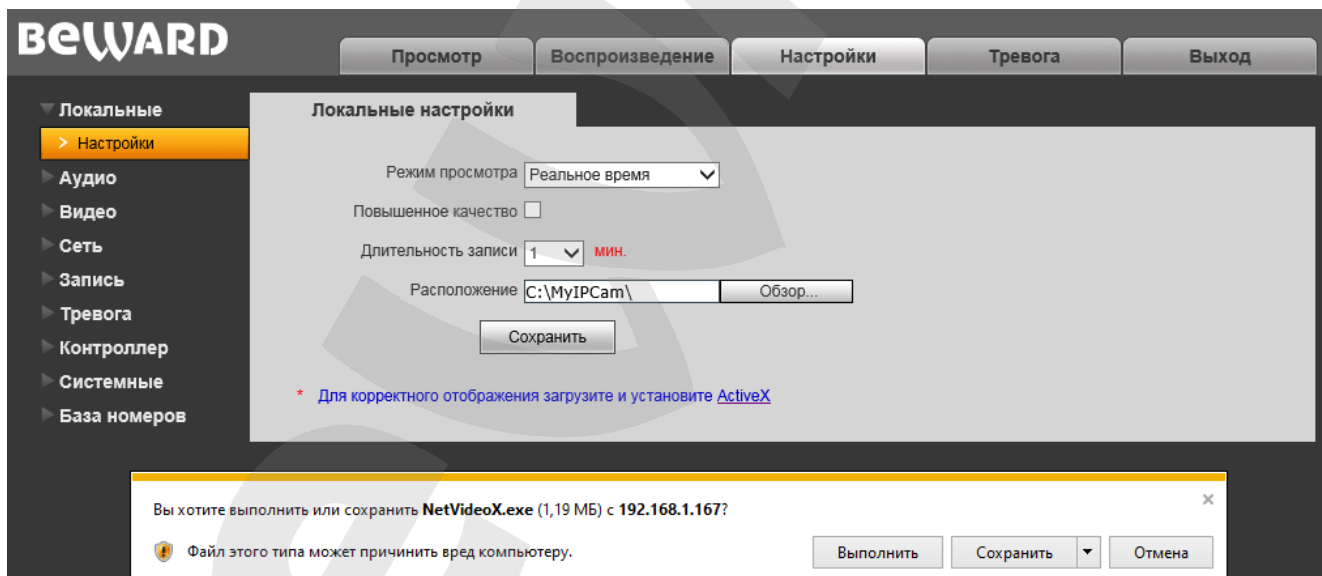 BEWARD
Просмотр Воспроизведение Настройки Тревога Выход
Локальные
> Настройки
Аудио
Видео
Сеть
Запись
Тревога
Контроллер
Системные
База номеров
Локальные настройки
Режим просмотра Реальное время
Повышенное качество
Длительность записи 1 мин.
Расположение C:\MyIPCam\ Обзор...
Сохранить
* Для корректного отображения загрузите и установите ActiveX
Вы хотите выполнить или сохранить NetVideoX.exe (1,19 МБ) с 192.168.1.167?
Файл этого типа может причинить вред компьютеру. Выполнить Сохранить Отмена